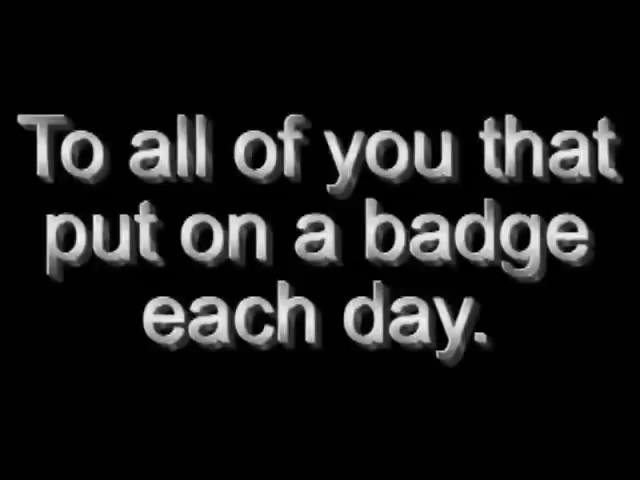 To all of you that
put on a badge
each day.